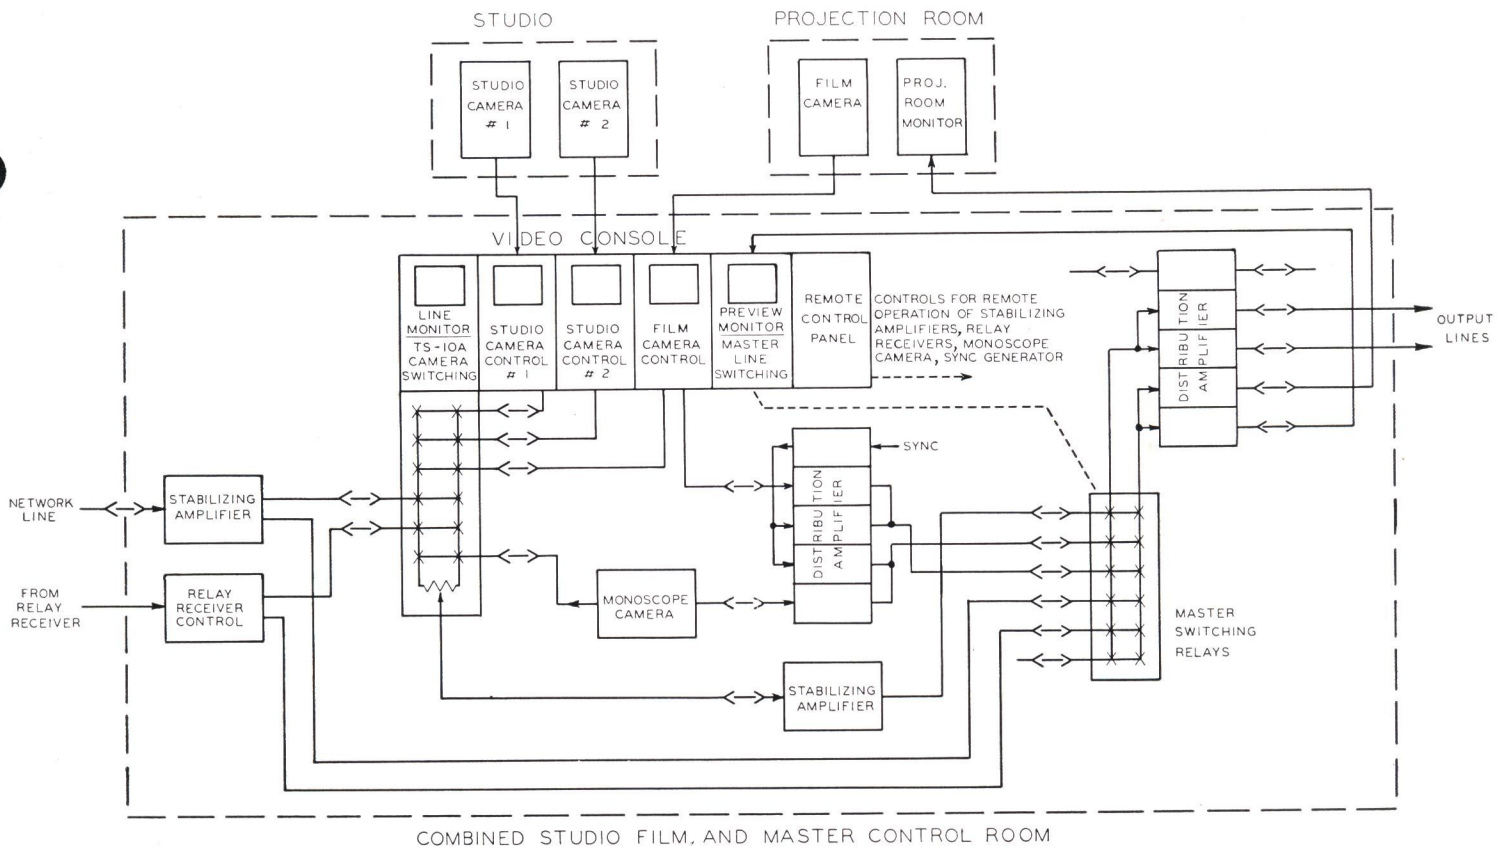 STUDIO
PROJECTION ROOM
STUDIO
CAMERA
# 1
STUDIO
CAMERA
# 2
FILM
CAMERA
PROJ.
ROOM
MONITOR
VIDEO CONSOLE
LINE
MONITOR
TS-10A
CAMERA
SWITCHING
STUDIO
CAMERA
CONTROL
# 1
STUDIO
CAMERA
CONTROL
# 2
FILM
CAMERA
CONTROL
PREVIEW
MONITOR
MASTER
LINE
SWITCHING
REMOTE
CONTROL
PANEL
CONTROLS FOR REMOTE
OPERATION OF STABILIZING
AMPLIFIERS, RELAY
RECEIVERS, MONOSCOPE
CAMERA, SYNC GENERATOR
DISTRIBUTION
AMPLIFIER
OUTPUT
LINES
SYNC
DISTRIBUTION
AMPLIFIER
NETWORK
LINE
STABILIZING
AMPLIFIER
FROM
RELAY
RECEIVER
RELAY
RECEIVER
CONTROL
MONOSCOPE
CAMERA
STABILIZING
AMPLIFIER
MASTER
SWITCHING
RELAYS
COMBINED STUDIO FILM, AND MASTER CONTROL ROOM